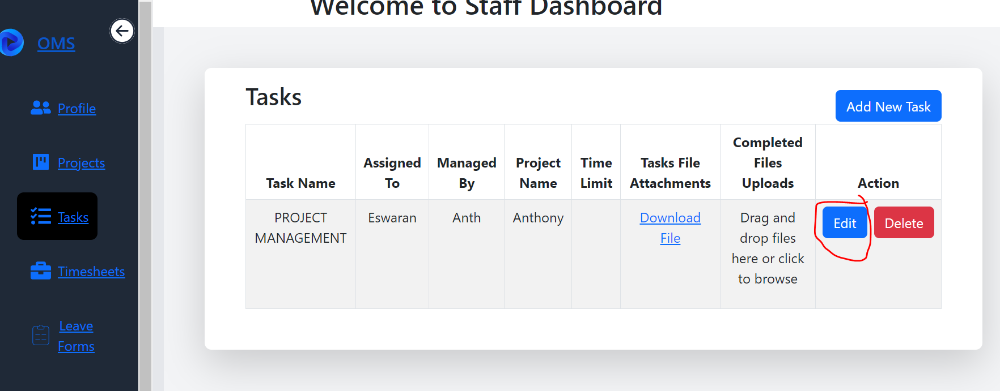 Welcome to Staff Dashboard
OMS
Profile
Projects
Tasks
Timesheets
Leave
Forms
Tasks
Add New Task
Task Name
Assigned
To
Managed
By
Project
Name
Time
Limit
Tasks File
Attachments
Completed
Files
Uploads
Action
PROJECT
MANAGEMENT
Eswaran
Anth
Anthony
Download
File
Drag and
drop files
here or click
to browse
Edit
Delete